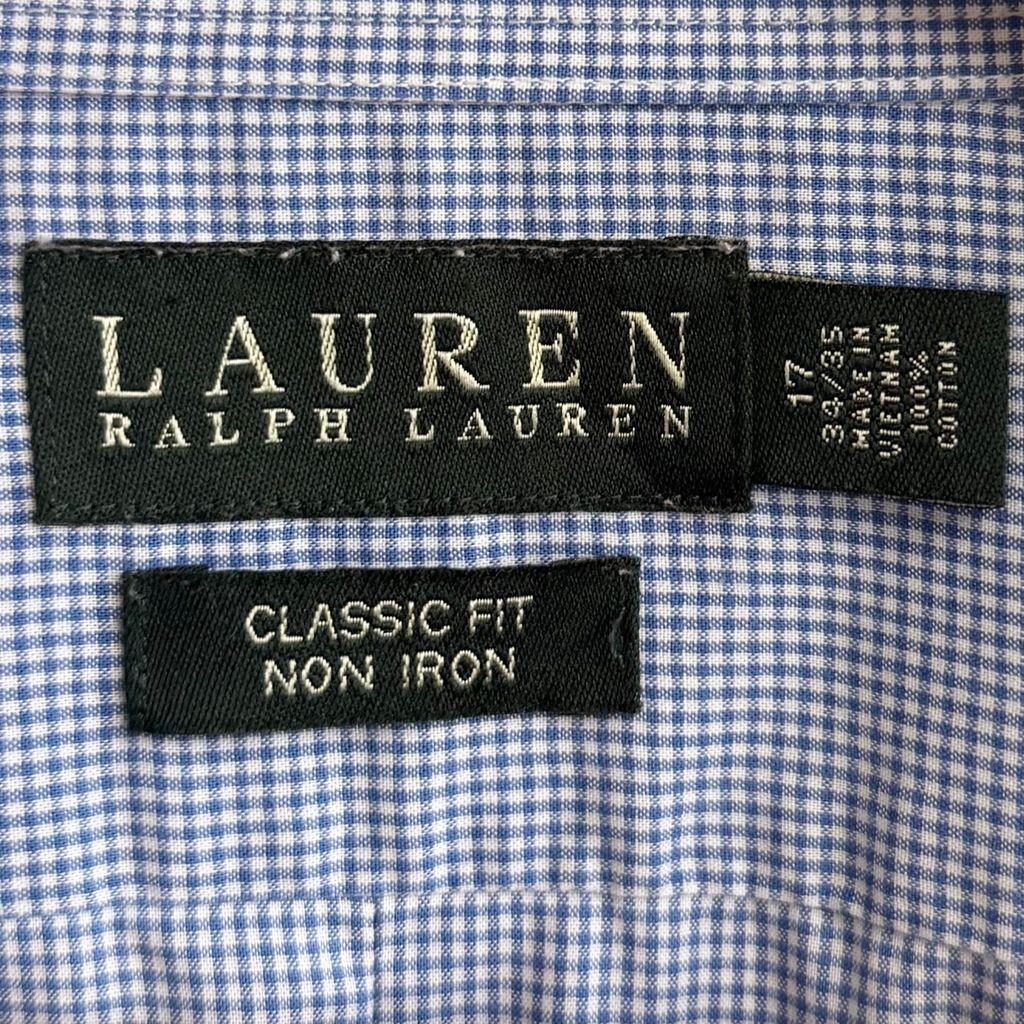 LAUREN
RALPH LAUREN
17
34/35
MADE IN
VIETNAM
100%
COTTON
CLASSIC FIT
NON IRON